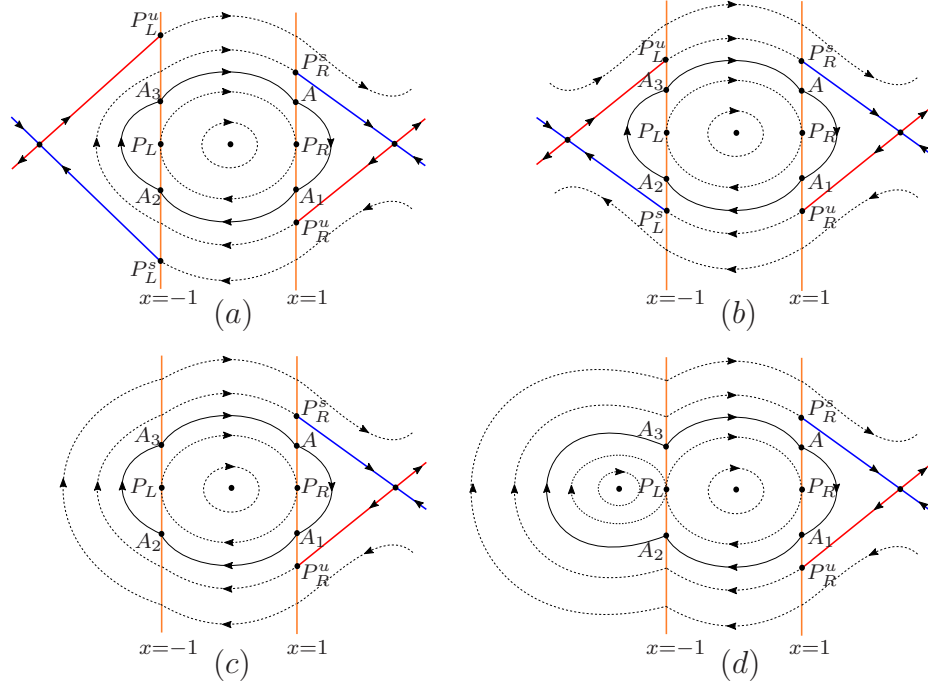 P_L^u
P_R^s
A_3
A
P_L
P_R
A_2
A_1
P_R^u
P_L^s
x=−1
x=1
(a)
P_L^u
P_R^s
A_3
A
P_L
P_R
A_2
A_1
P_L^s
P_R^u
x=−1
x=1
(b)
P_R^s
A_3
A
P_L
P_R
A_2
A_1
P_R^u
x=−1
x=1
(c)
P_R^s
A_3
A
P_L
P_R
A_2
A_1
P_R^u
x=−1
x=1
(d)